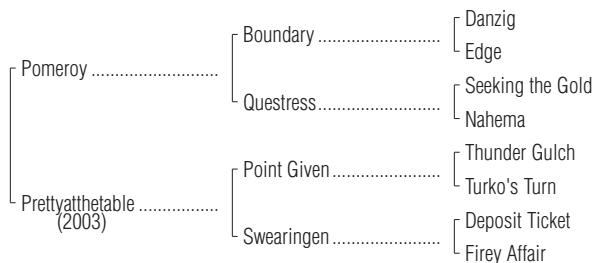 Danzig
Boundary ..........................
Edge
Pomeroy ...........................
Seeking the Gold
Questress..........................
Nahema
Thunder Gulch
Point Given.......................
Turko's Turn
Prettyatthetable .................
(2003)
Deposit Ticket
Swearingen.......................
Firey Affair